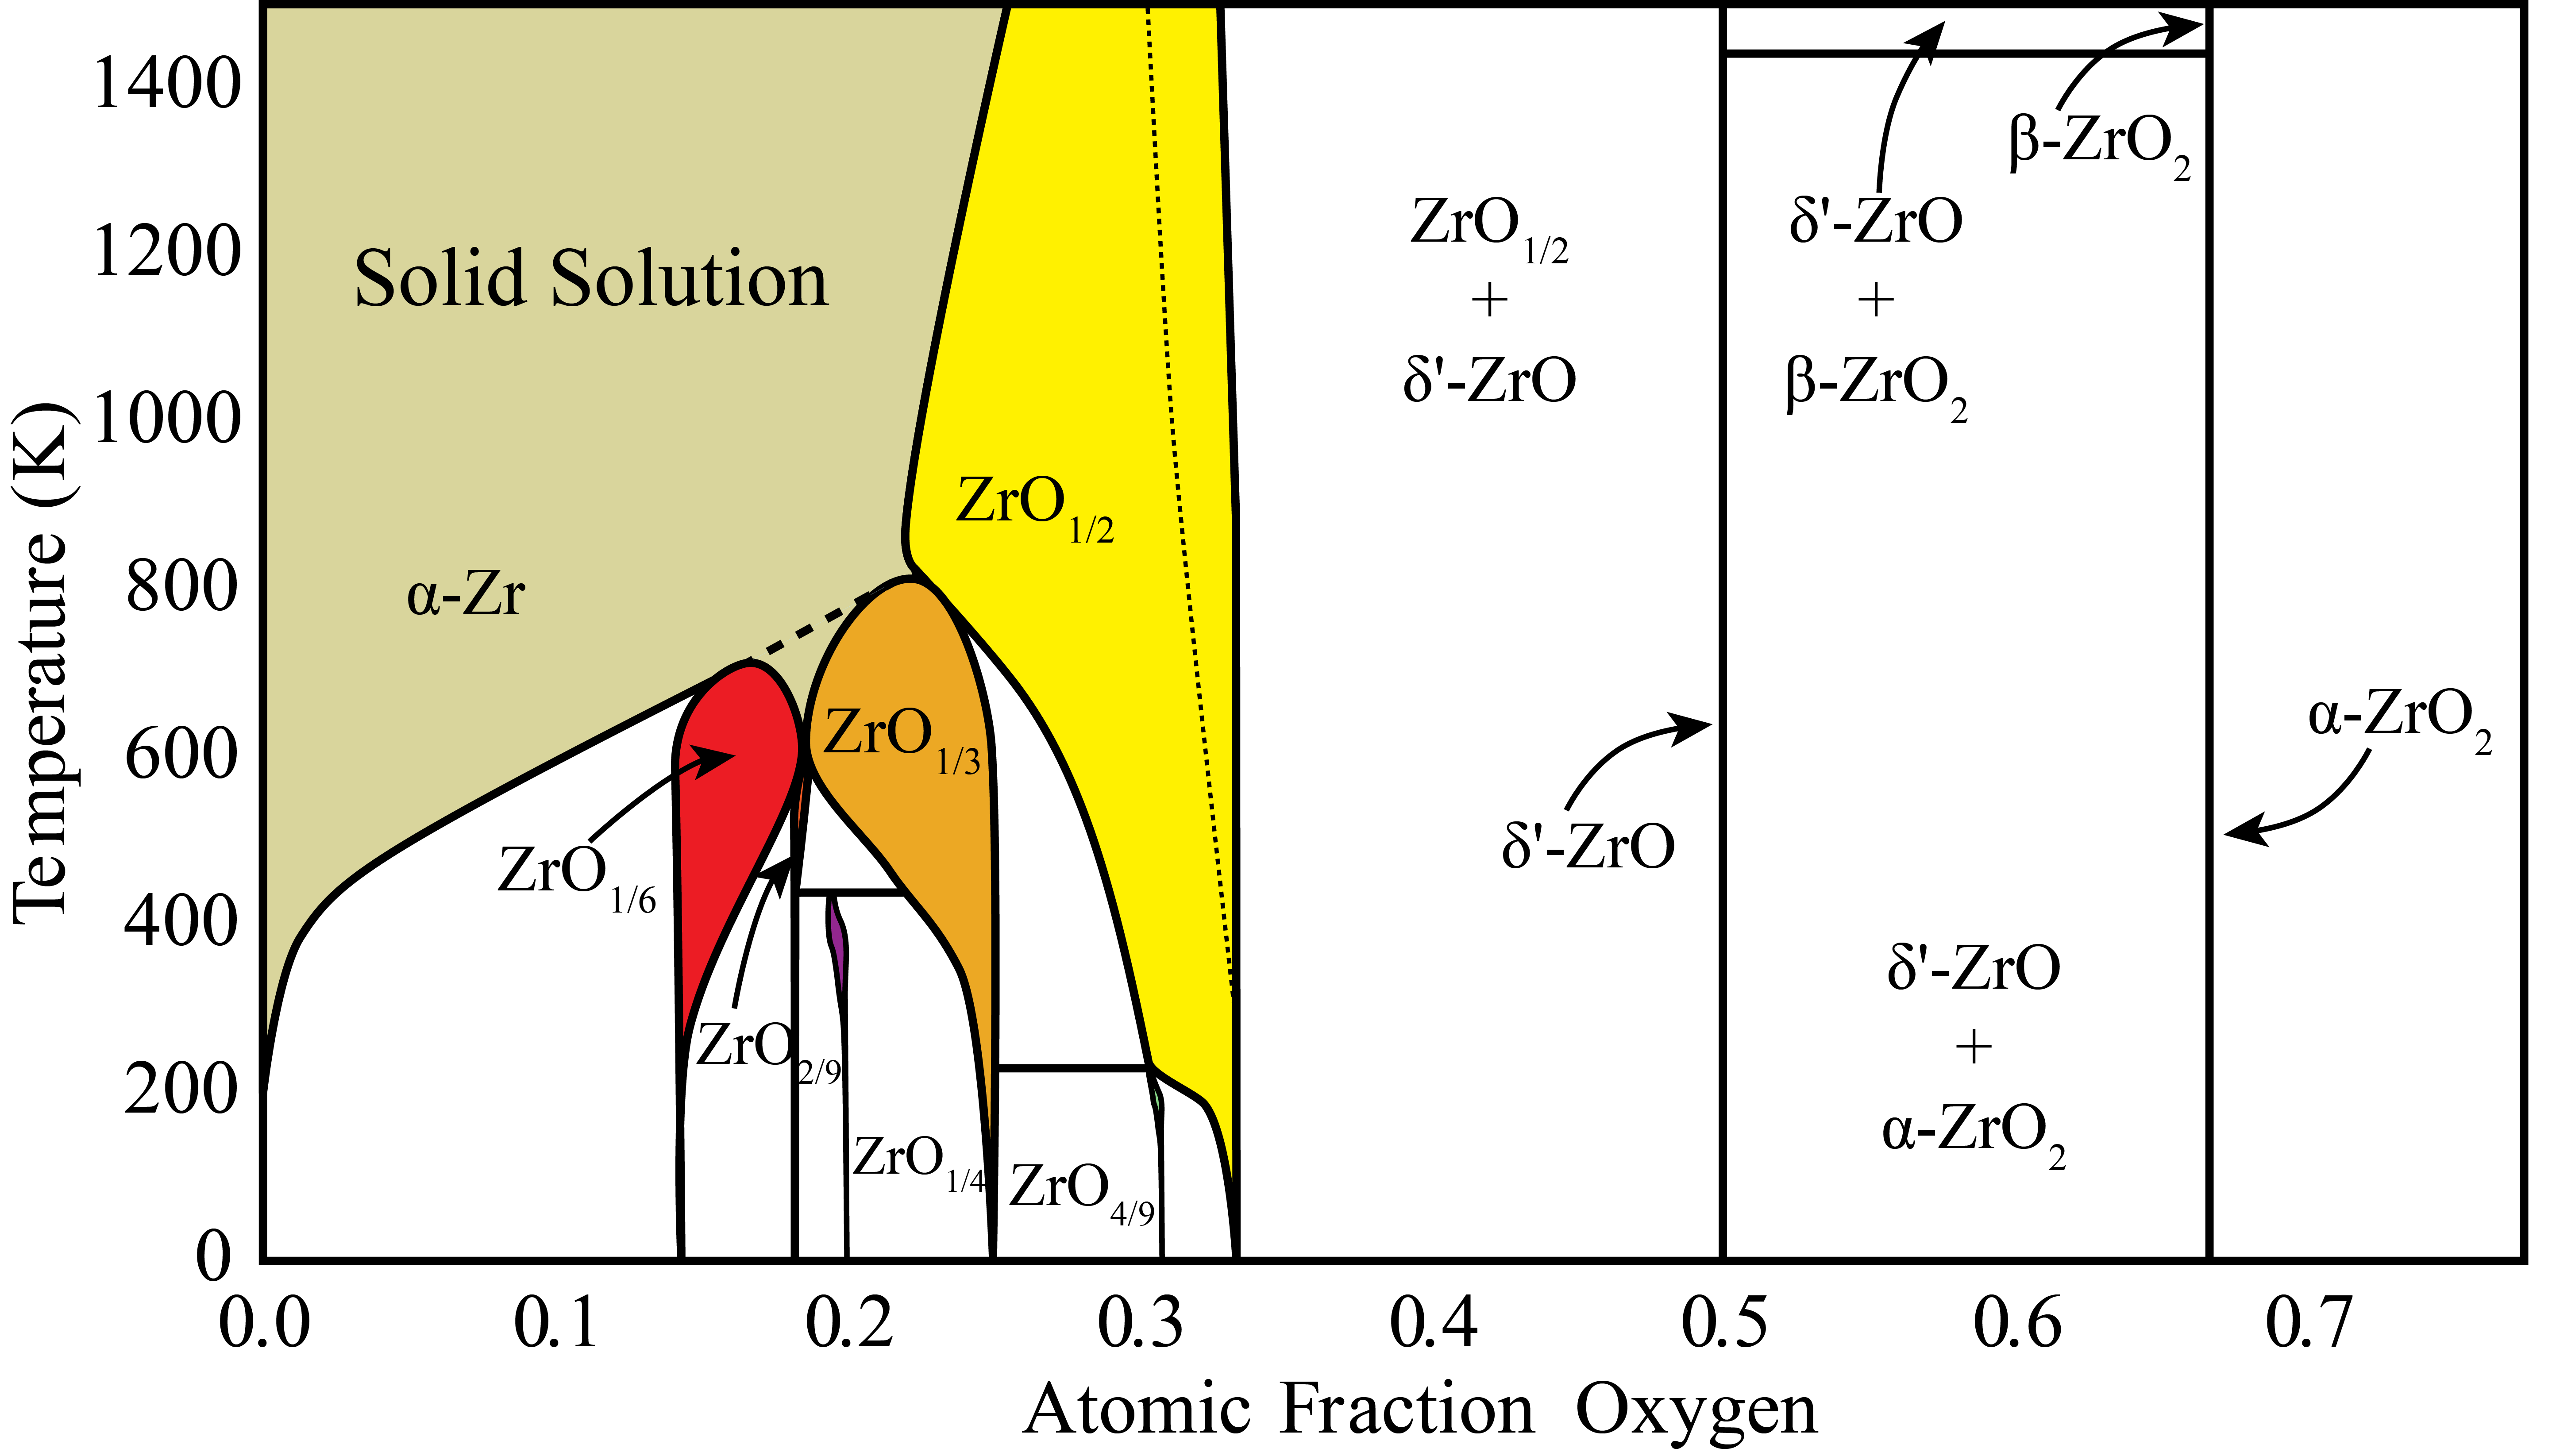 Temperature (K)
1400
1200
1000
800
600
400
200
0
Solid Solution
α-Zr
ZrO1/2
ZrO1/3
ZrO1/6
ZrO2/9
ZrO1/4
ZrO4/9
ZrO1/2
+
δ'-ZrO
β-ZrO2
δ'-ZrO
+
β-ZrO2
δ'-ZrO
α-ZrO2
δ'-ZrO
+
α-ZrO2
0.0 0.1 0.2 0.3 0.4 0.5 0.6 0.7
Atomic Fraction Oxygen